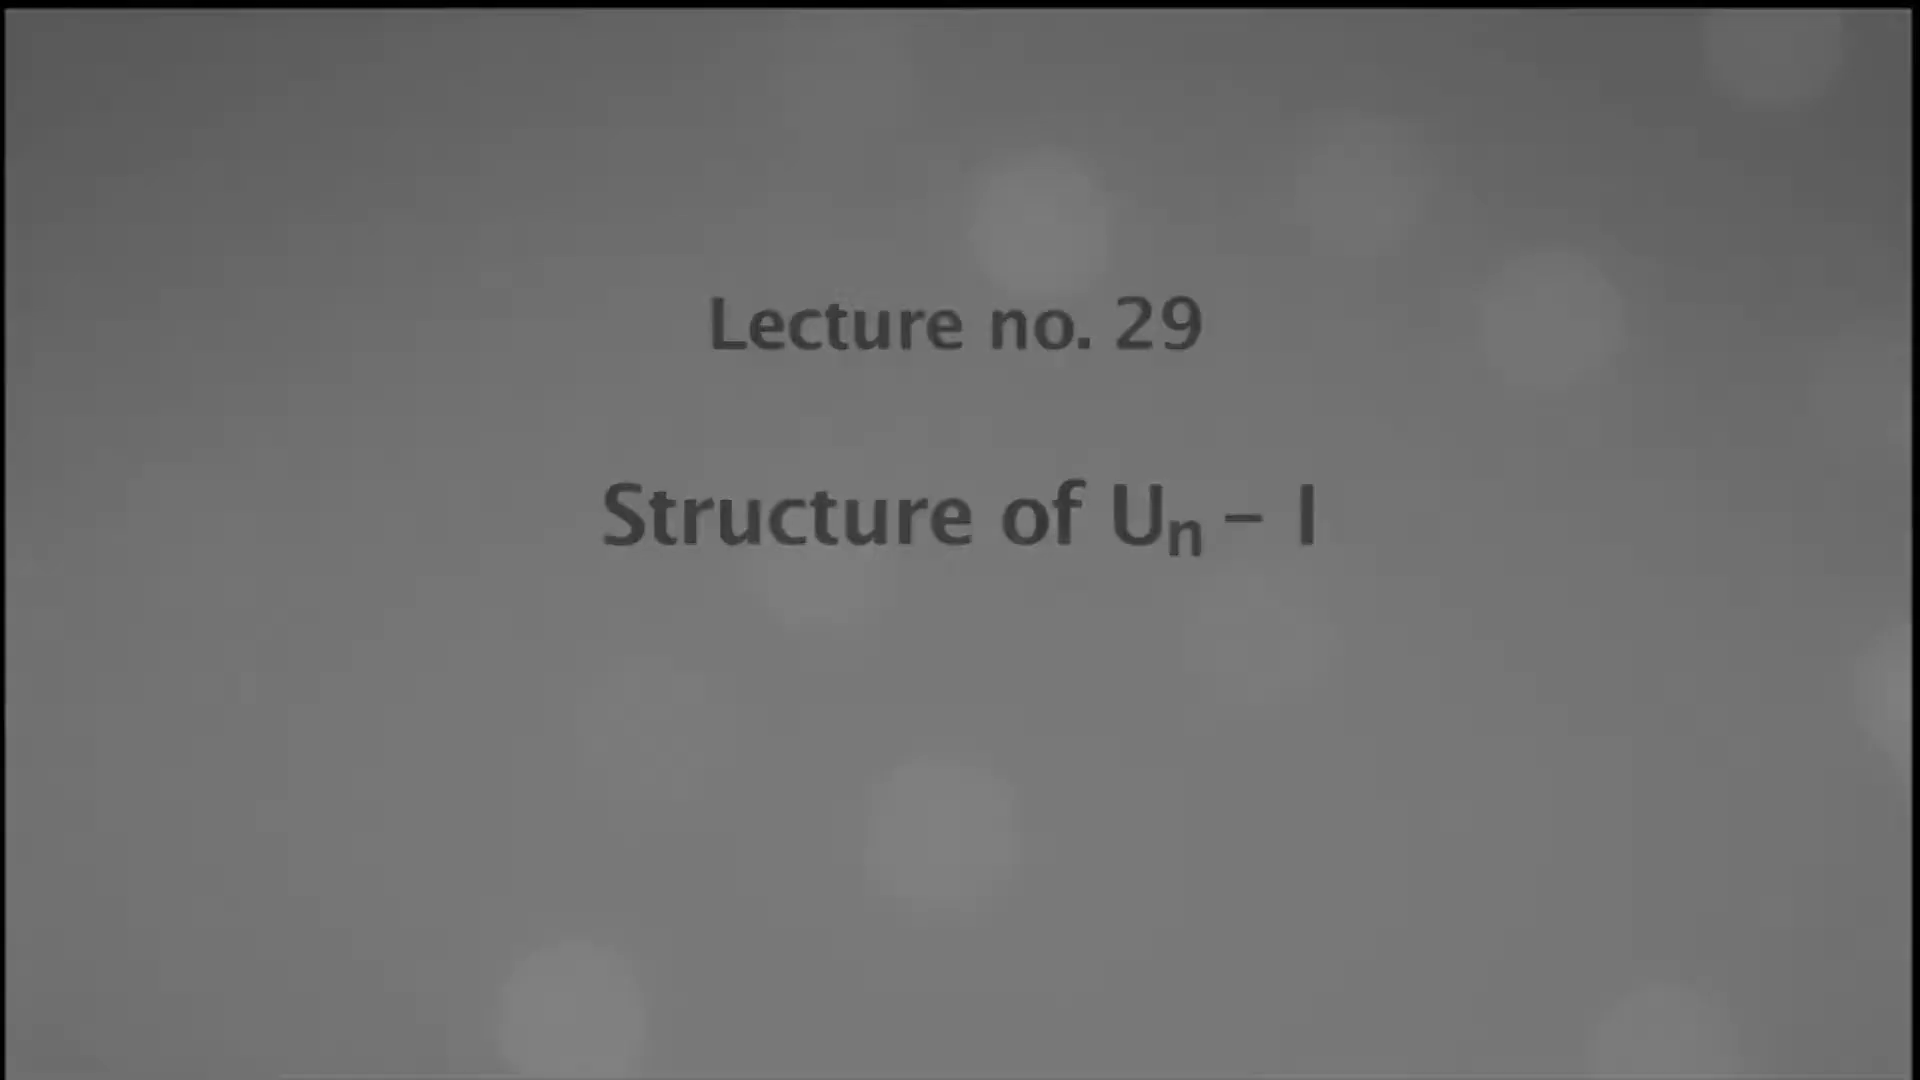 Lecture no. 29
Structure of Uₙ – I